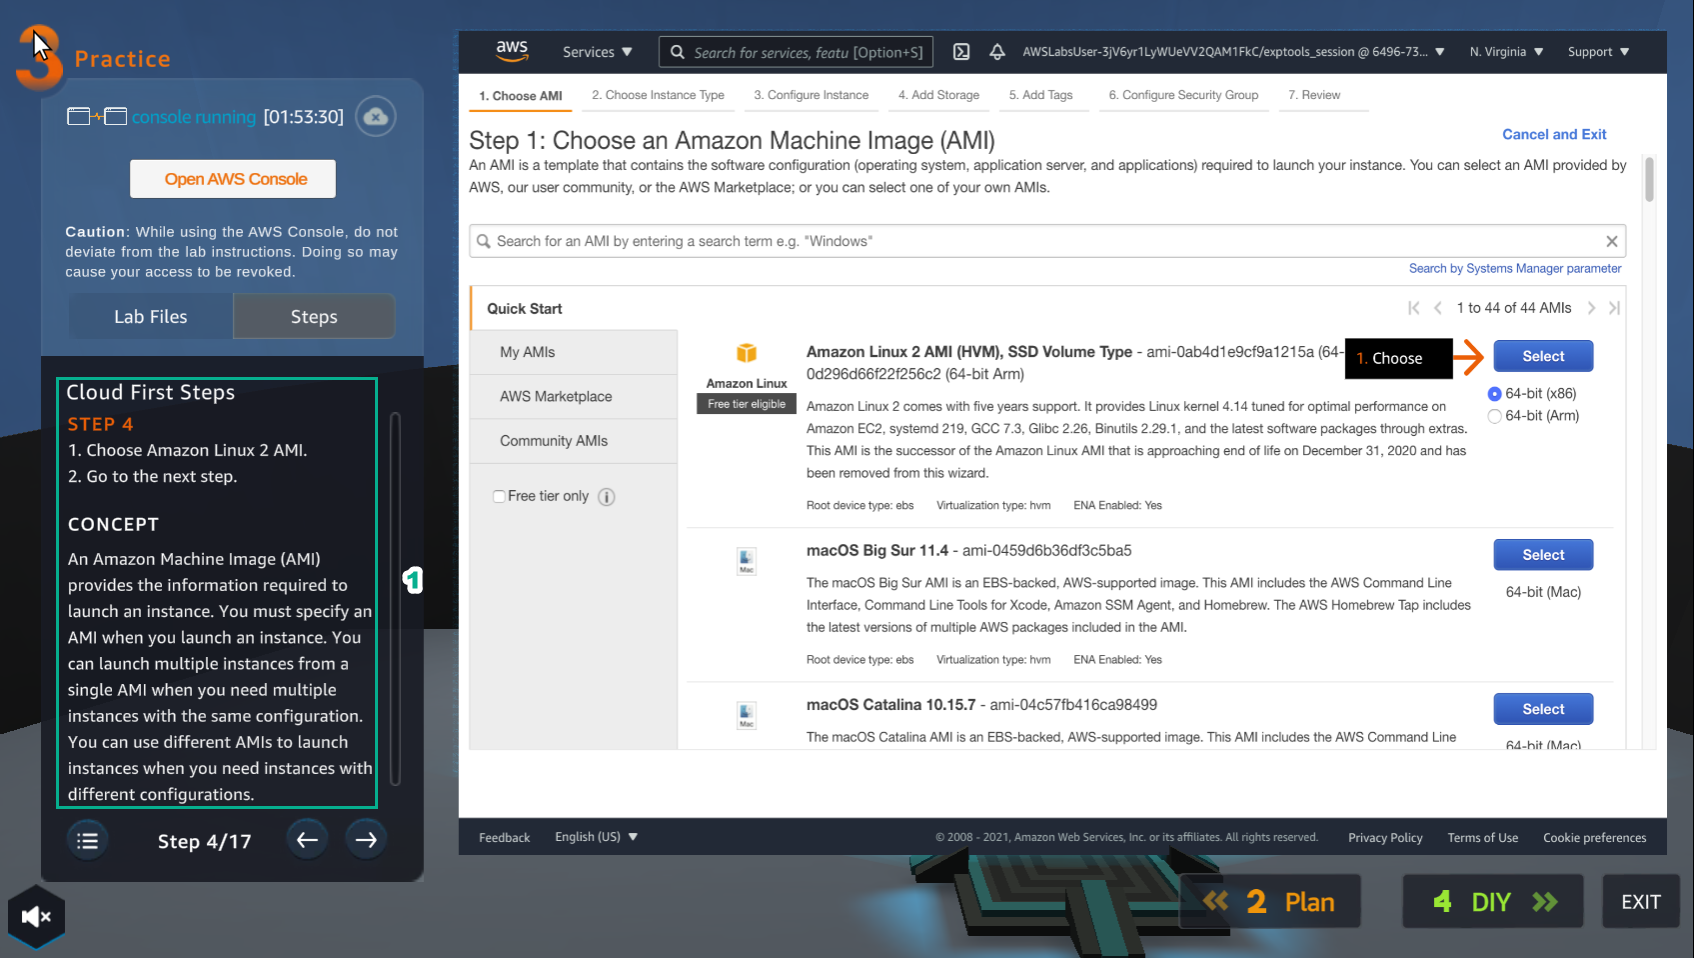 3 Practice
console running [01:53:30]
Open AWS Console
Caution: While using the AWS Console, do not
deviate from the lab instructions. Doing so may
cause your access to be revoked.
Lab Files
Steps
Cloud First Steps
STEP 4
1. Choose Amazon Linux 2 AMI.
2. Go to the next step.
CONCEPT
An Amazon Machine Image (AMI)
provides the information required to
launch an instance. You must specify an
AMI when you launch an instance. You
can launch multiple instances from a
single AMI when you need multiple
instances with the same configuration.
You can use different AMIs to launch
instances when you need instances with
different configurations.
1
Step 4/17
aws
Services
Search for services, featu [Option+S]
AWSLabsUser-3jV6yr1LyWUeVV2QAM1FkC/exptools_session @ 6496-73...
N. Virginia
Support
1. Choose AMI
2. Choose Instance Type
3. Configure Instance
4. Add Storage
5. Add Tags
6. Configure Security Group
7. Review
Step 1: Choose an Amazon Machine Image (AMI)
Cancel and Exit
An AMI is a template that contains the software configuration (operating system, application server, and applications) required to launch your instance. You can select an AMI provided by
AWS, our user community, or the AWS Marketplace; or you can select one of your own AMIs.
Search for an AMI by entering a search term e.g. "Windows"
Search by Systems Manager parameter
Quick Start
My AMIs
AWS Marketplace
Community AMIs
Free tier only
1 to 44 of 44 AMIs
Amazon Linux
Free tier eligible
Amazon Linux 2 AMI (HVM), SSD Volume Type - ami-0ab4d1e9cf9a1215a (64-
0d296d66f22f256c2 (64-bit Arm)
1. Choose
Select
64-bit (x86)
64-bit (Arm)
Amazon Linux 2 comes with five years support. It provides Linux kernel 4.14 tuned for optimal performance on
Amazon EC2, systemd 219, GCC 7.3, Glibc 2.26, Binutils 2.29.1, and the latest software packages through extras.
This AMI is the successor of the Amazon Linux AMI that is approaching end of life on December 31, 2020 and has
been removed from this wizard.
Root device type: ebs Virtualization type: hvm ENA Enabled: Yes
Mac
macOS Big Sur 11.4 - ami-0459d6b36df3c5ba5
Select
64-bit (Mac)
The macOS Big Sur AMI is an EBS-backed, AWS-supported image. This AMI includes the AWS Command Line
Interface, Command Line Tools for Xcode, Amazon SSM Agent, and Homebrew. The AWS Homebrew Tap includes
the latest versions of multiple AWS packages included in the AMI.
Root device type: ebs Virtualization type: hvm ENA Enabled: Yes
Mac
macOS Catalina 10.15.7 - ami-04c57fb416ca98499
Select
64-bit (Mac)
The macOS Catalina AMI is an EBS-backed, AWS-supported image. This AMI includes the AWS Command Line
Feedback
English (US)
© 2008 - 2021, Amazon Web Services, Inc. or its affiliates. All rights reserved.
Privacy Policy
Terms of Use
Cookie preferences
2 Plan
4 DIY
EXIT